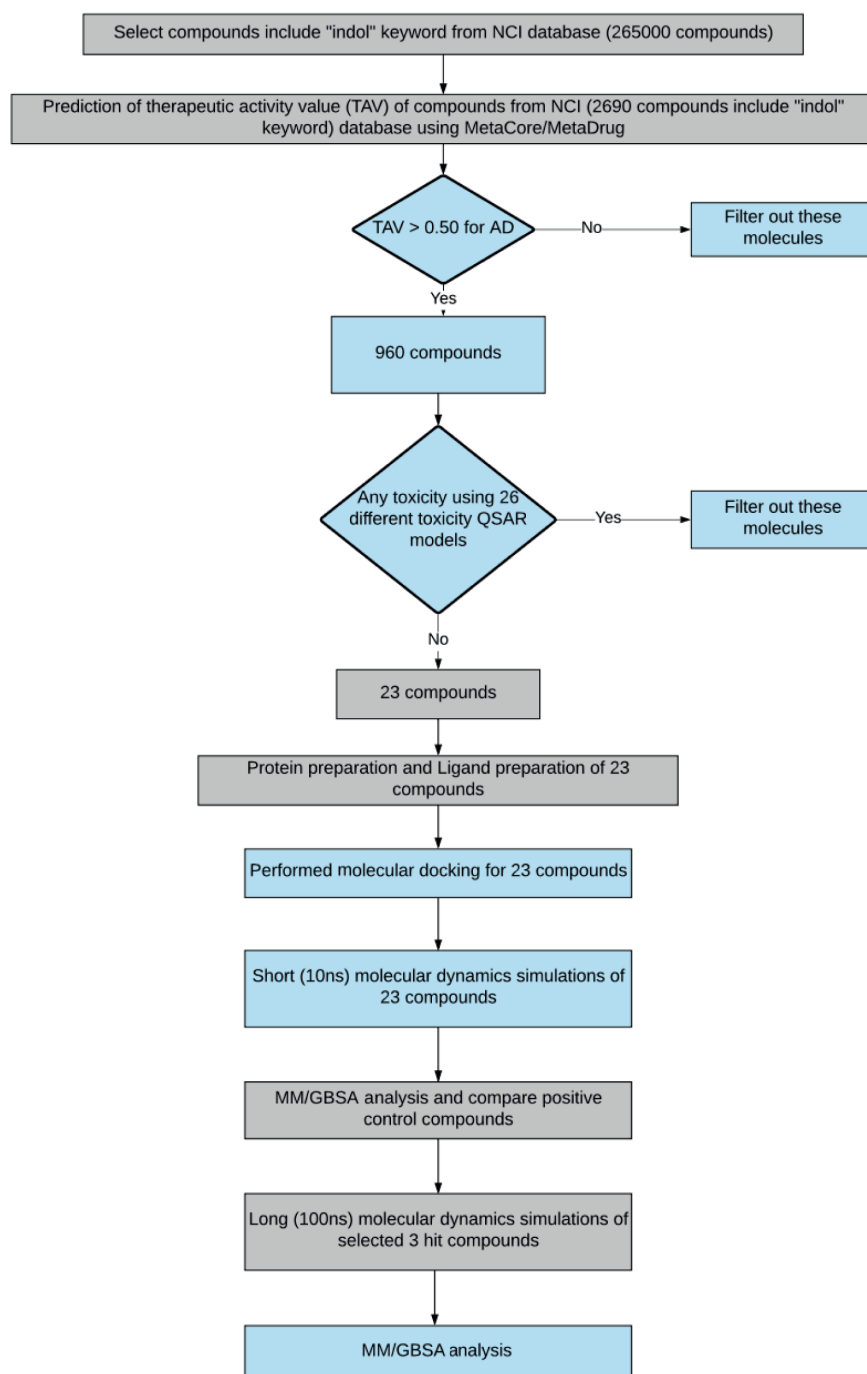 Select compounds include "indol" keyword from NCI database (265000 compounds)
Prediction of therapeutic activity value (TAV) of compounds from NCI (2690 compounds include "indol"
keyword) database using MetaCore/MetaDrug
TAV > 0.50 for AD
No
Filter out these
molecules
Yes
960 compounds
Any toxicity using 26
different toxicity QSAR
models
Yes
Filter out these
molecules
No
23 compounds
Protein preparation and Ligand preparation of 23
compounds
Performed molecular docking for 23 compounds
Short (10ns) molecular dynamics simulations of
23 compounds
MM/GBSA analysis and compare positive
control compounds
Long (100ns) molecular dynamics simulations of
selected 3 hit compounds
MM/GBSA analysis